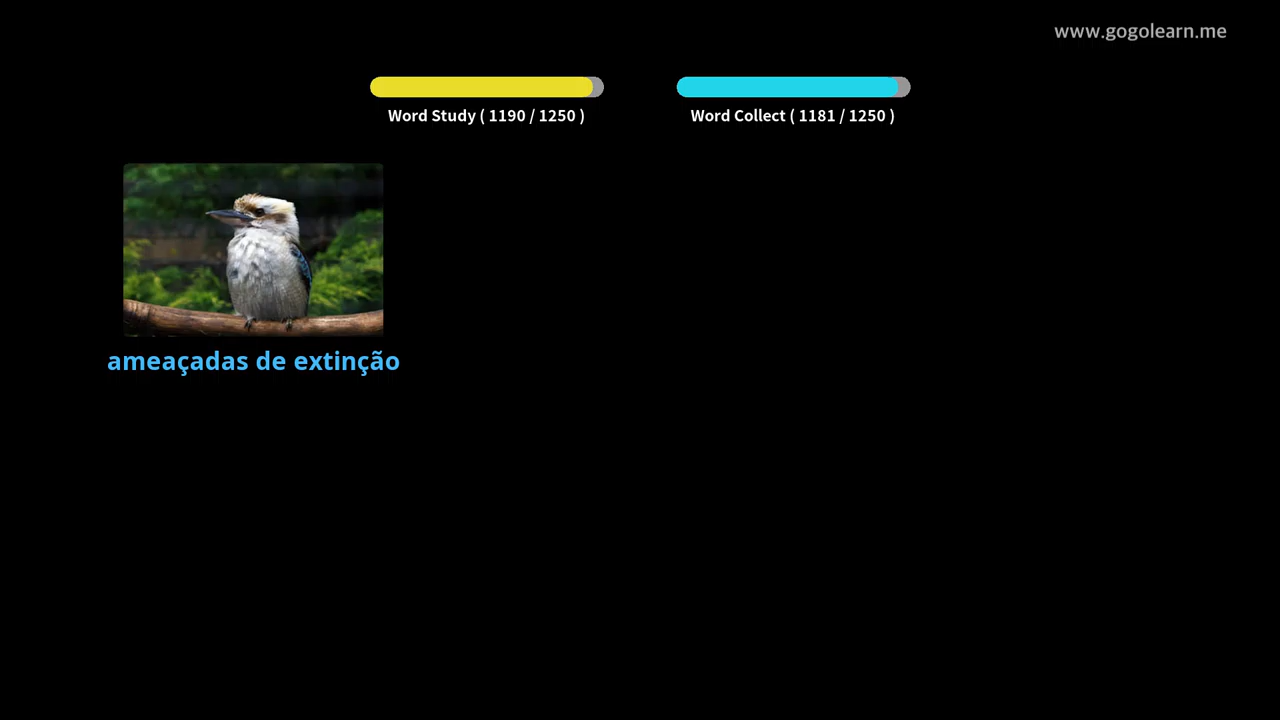 www.gogolearn.me
Word Study ( 1190 / 1250 )
Word Collect ( 1181 / 1250 )
ameaçadas de extinção